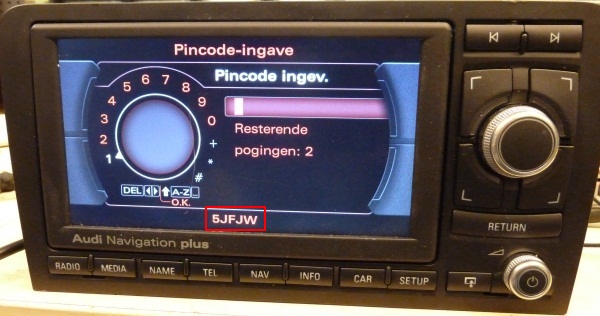 Pincode-ingave
Pincode ingev.
1
2
3
4
5
6
7
8
9
0
+
*
#
Resterende
pogingen: 2
DEL A-Z
O.K.
5JFJW
Audi Navigation plus
RADIO MEDIA NAME TEL NAV INFO CAR SETUP
RETURN